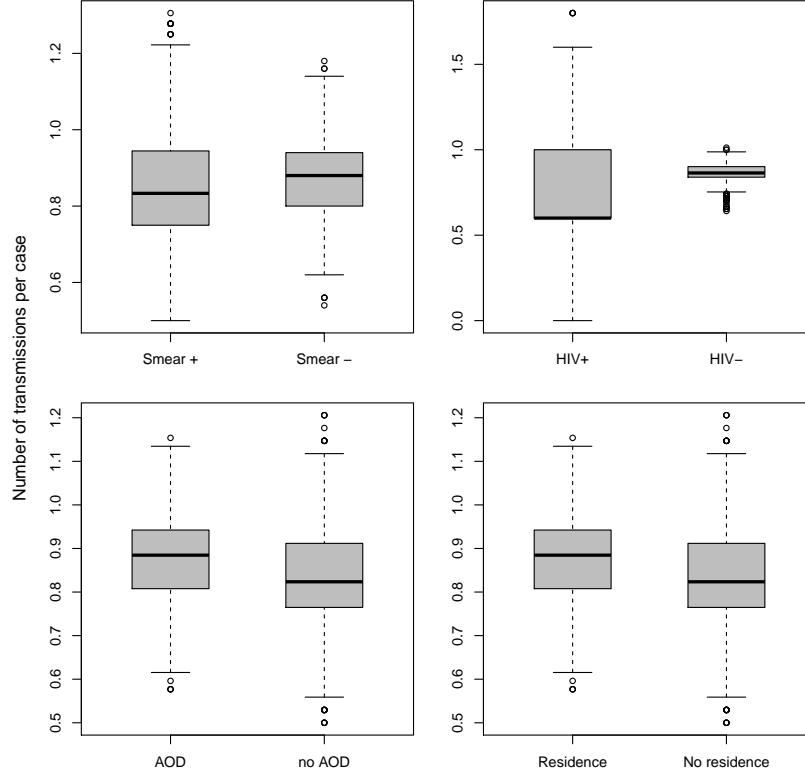 Number of transmissions per case
0.6 0.8 1.0 1.2
Smear + Smear −
0.0 0.5 1.0 1.5
HIV+ HIV−
0.5 0.6 0.7 0.8 0.9 1.0 1.1 1.2
AOD no AOD
0.5 0.6 0.7 0.8 0.9 1.0 1.1 1.2
Residence No residence